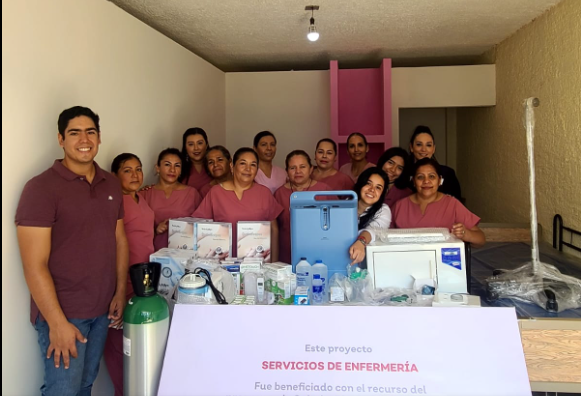 Este proyecto
SERVICIOS DE ENFERMERÍA
Fue beneficiado con el recurso del